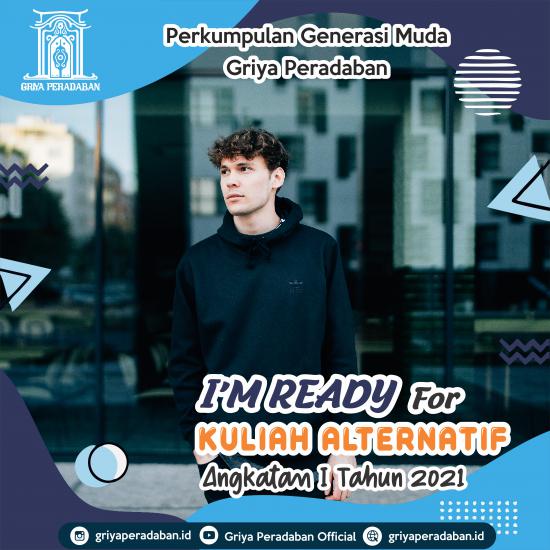 GRIYA PERADABAN
Perkumpulan Generasi Muda
Griya Peradaban
I'M READY For
KULIAH ALTERNATIF
Angkatan I Tahun 2021
griyaperadaban.id Griya Peradaban Official griyaperadaban.id